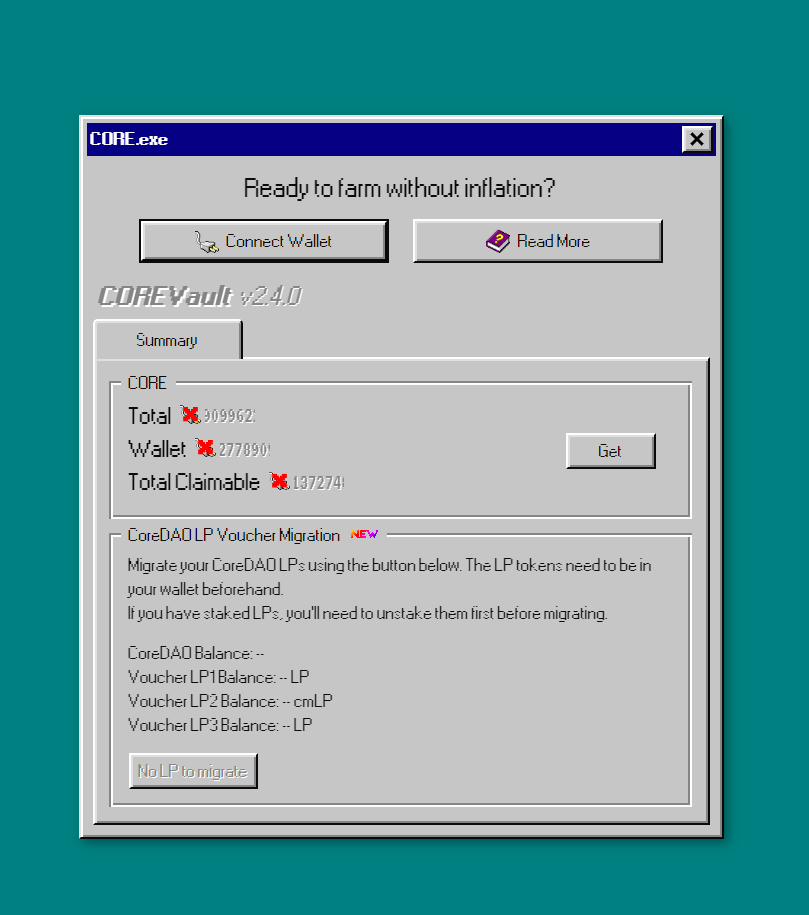 CORE.exe
Ready to farm without inflation?
Connect Wallet
Read More
COREVault v2.4.0
Summary
CORE
Total
Wallet
Get
Total Claimable
CoreDAO LP Voucher Migration NEW
Migrate your CoreDAO LPs using the button below. The LP tokens need to be in
your wallet beforehand.
If you have staked LPs, you'll need to unstake them first before migrating.
CoreDAO Balance: --
Voucher LP1 Balance: -- LP
Voucher LP2 Balance: -- cmLP
Voucher LP3 Balance: -- LP
No LP to migrate